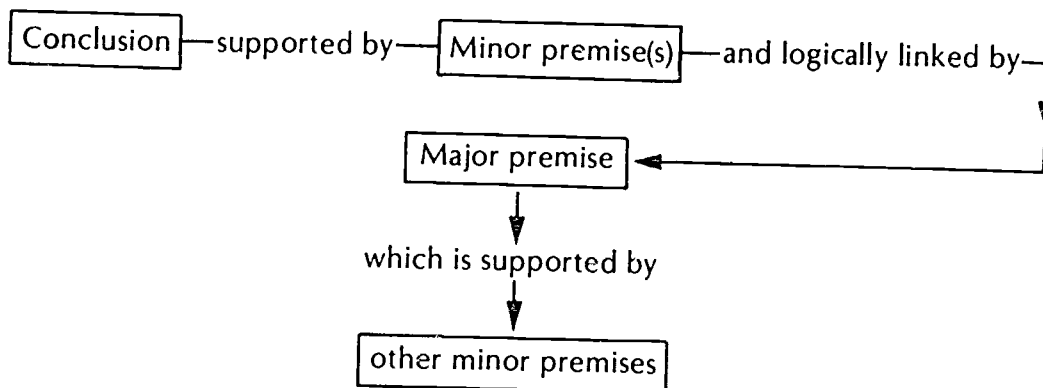 Conclusion supported by Minor premise(s) and logically linked by
Major premise
which is supported by
other minor premises